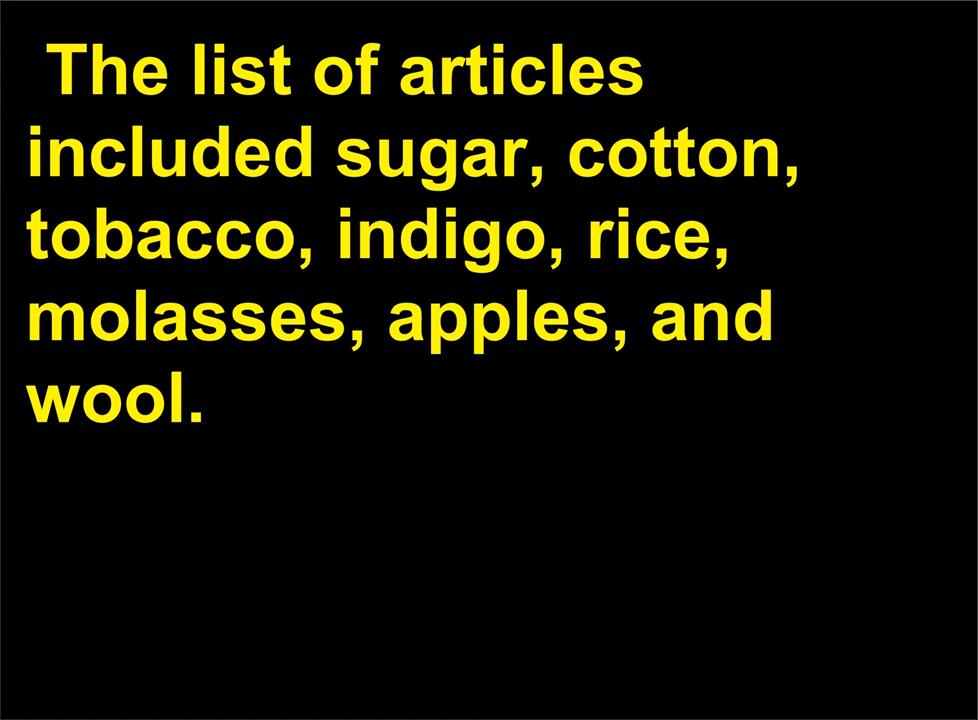 The list of articles
included sugar, cotton,
tobacco, indigo, rice,
molasses, apples, and
wool.